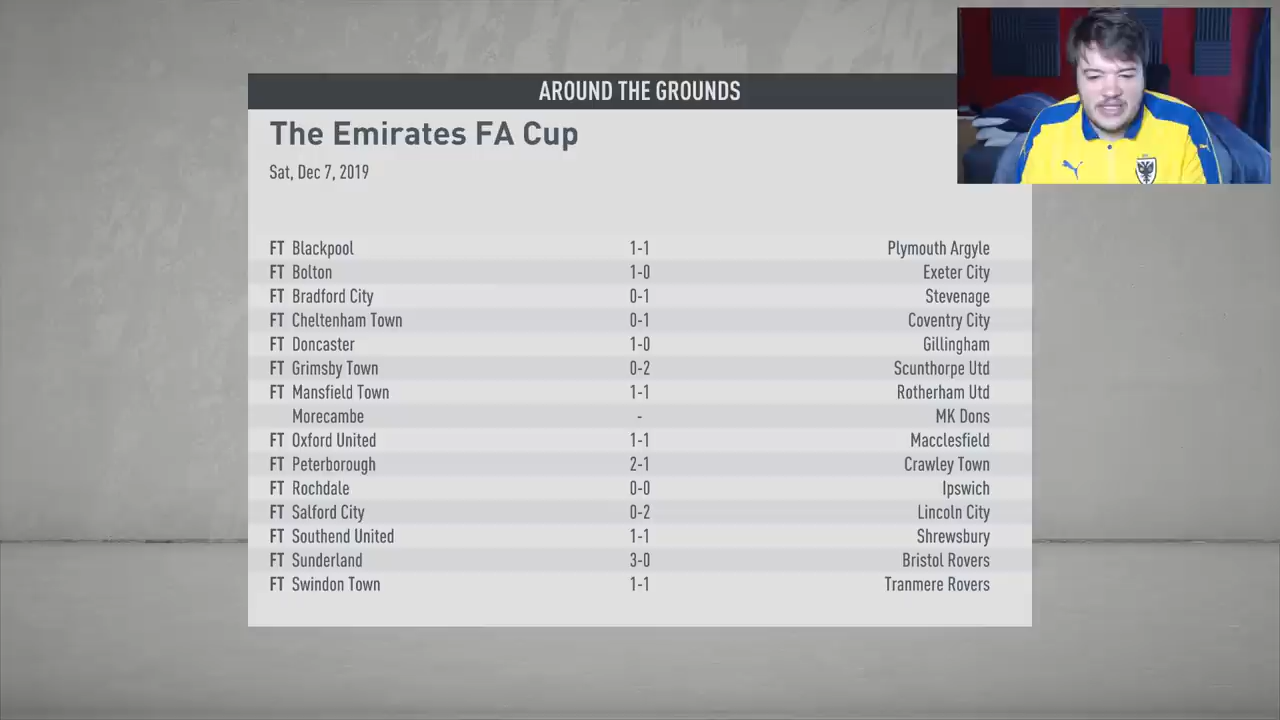 AROUND THE GROUNDS
The Emirates FA Cup
Sat, Dec 7, 2019
FT Blackpool 1-1 Plymouth Argyle
FT Bolton 1-0 Exeter City
FT Bradford City 0-1 Stevenage
FT Cheltenham Town 0-1 Coventry City
FT Doncaster 1-0 Gillingham
FT Grimsby Town 0-2 Scunthorpe Utd
FT Mansfield Town 1-1 Rotherham Utd
Morecambe - MK Dons
FT Oxford United 1-1 Macclesfield
FT Peterborough 2-1 Crawley Town
FT Rochdale 0-0 Ipswich
FT Salford City 0-2 Lincoln City
FT Southend United 1-1 Shrewsbury
FT Sunderland 3-0 Bristol Rovers
FT Swindon Town 1-1 Tranmere Rovers